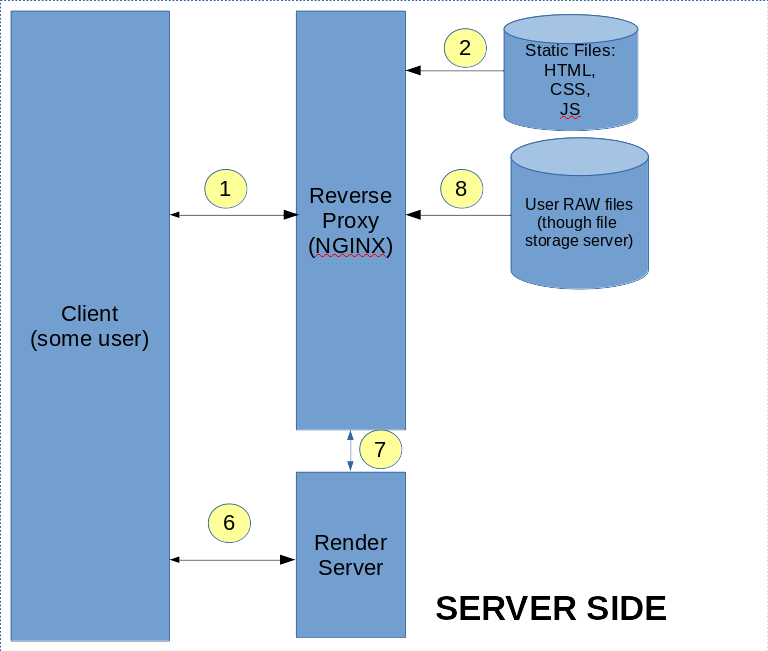 2
Static Files:
HTML,
CSS,
JS
1
8
Reverse
Proxy
(NGINX)
User RAW files
(though file
storage server)
Client
(some user)
7
6
Render
Server
SERVER SIDE